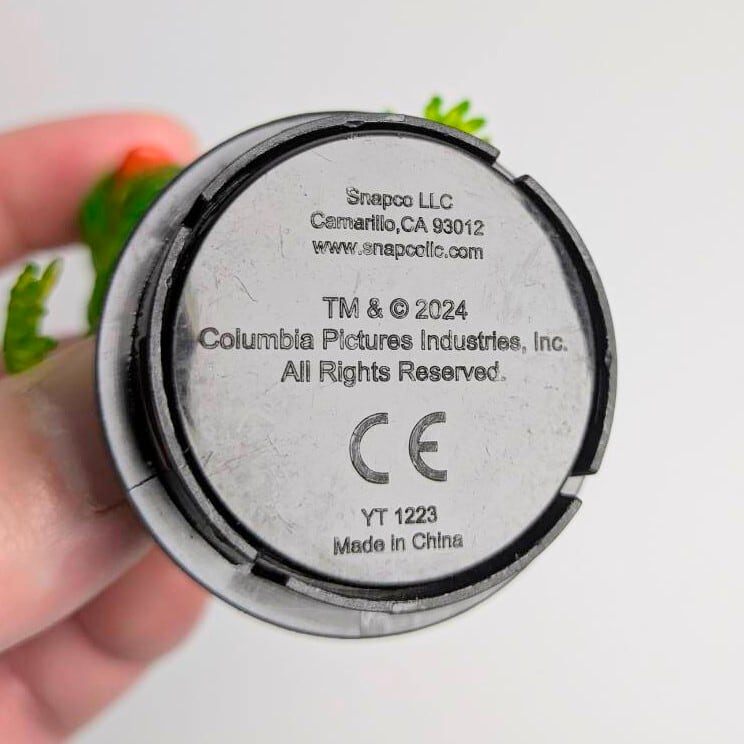 Snapco LLC
Camarillo,CA 93012
www.snapcollc.com
TM & © 2024
Columbia Pictures Industries, Inc.
All Rights Reserved.
CE
YT 1223
Made in China